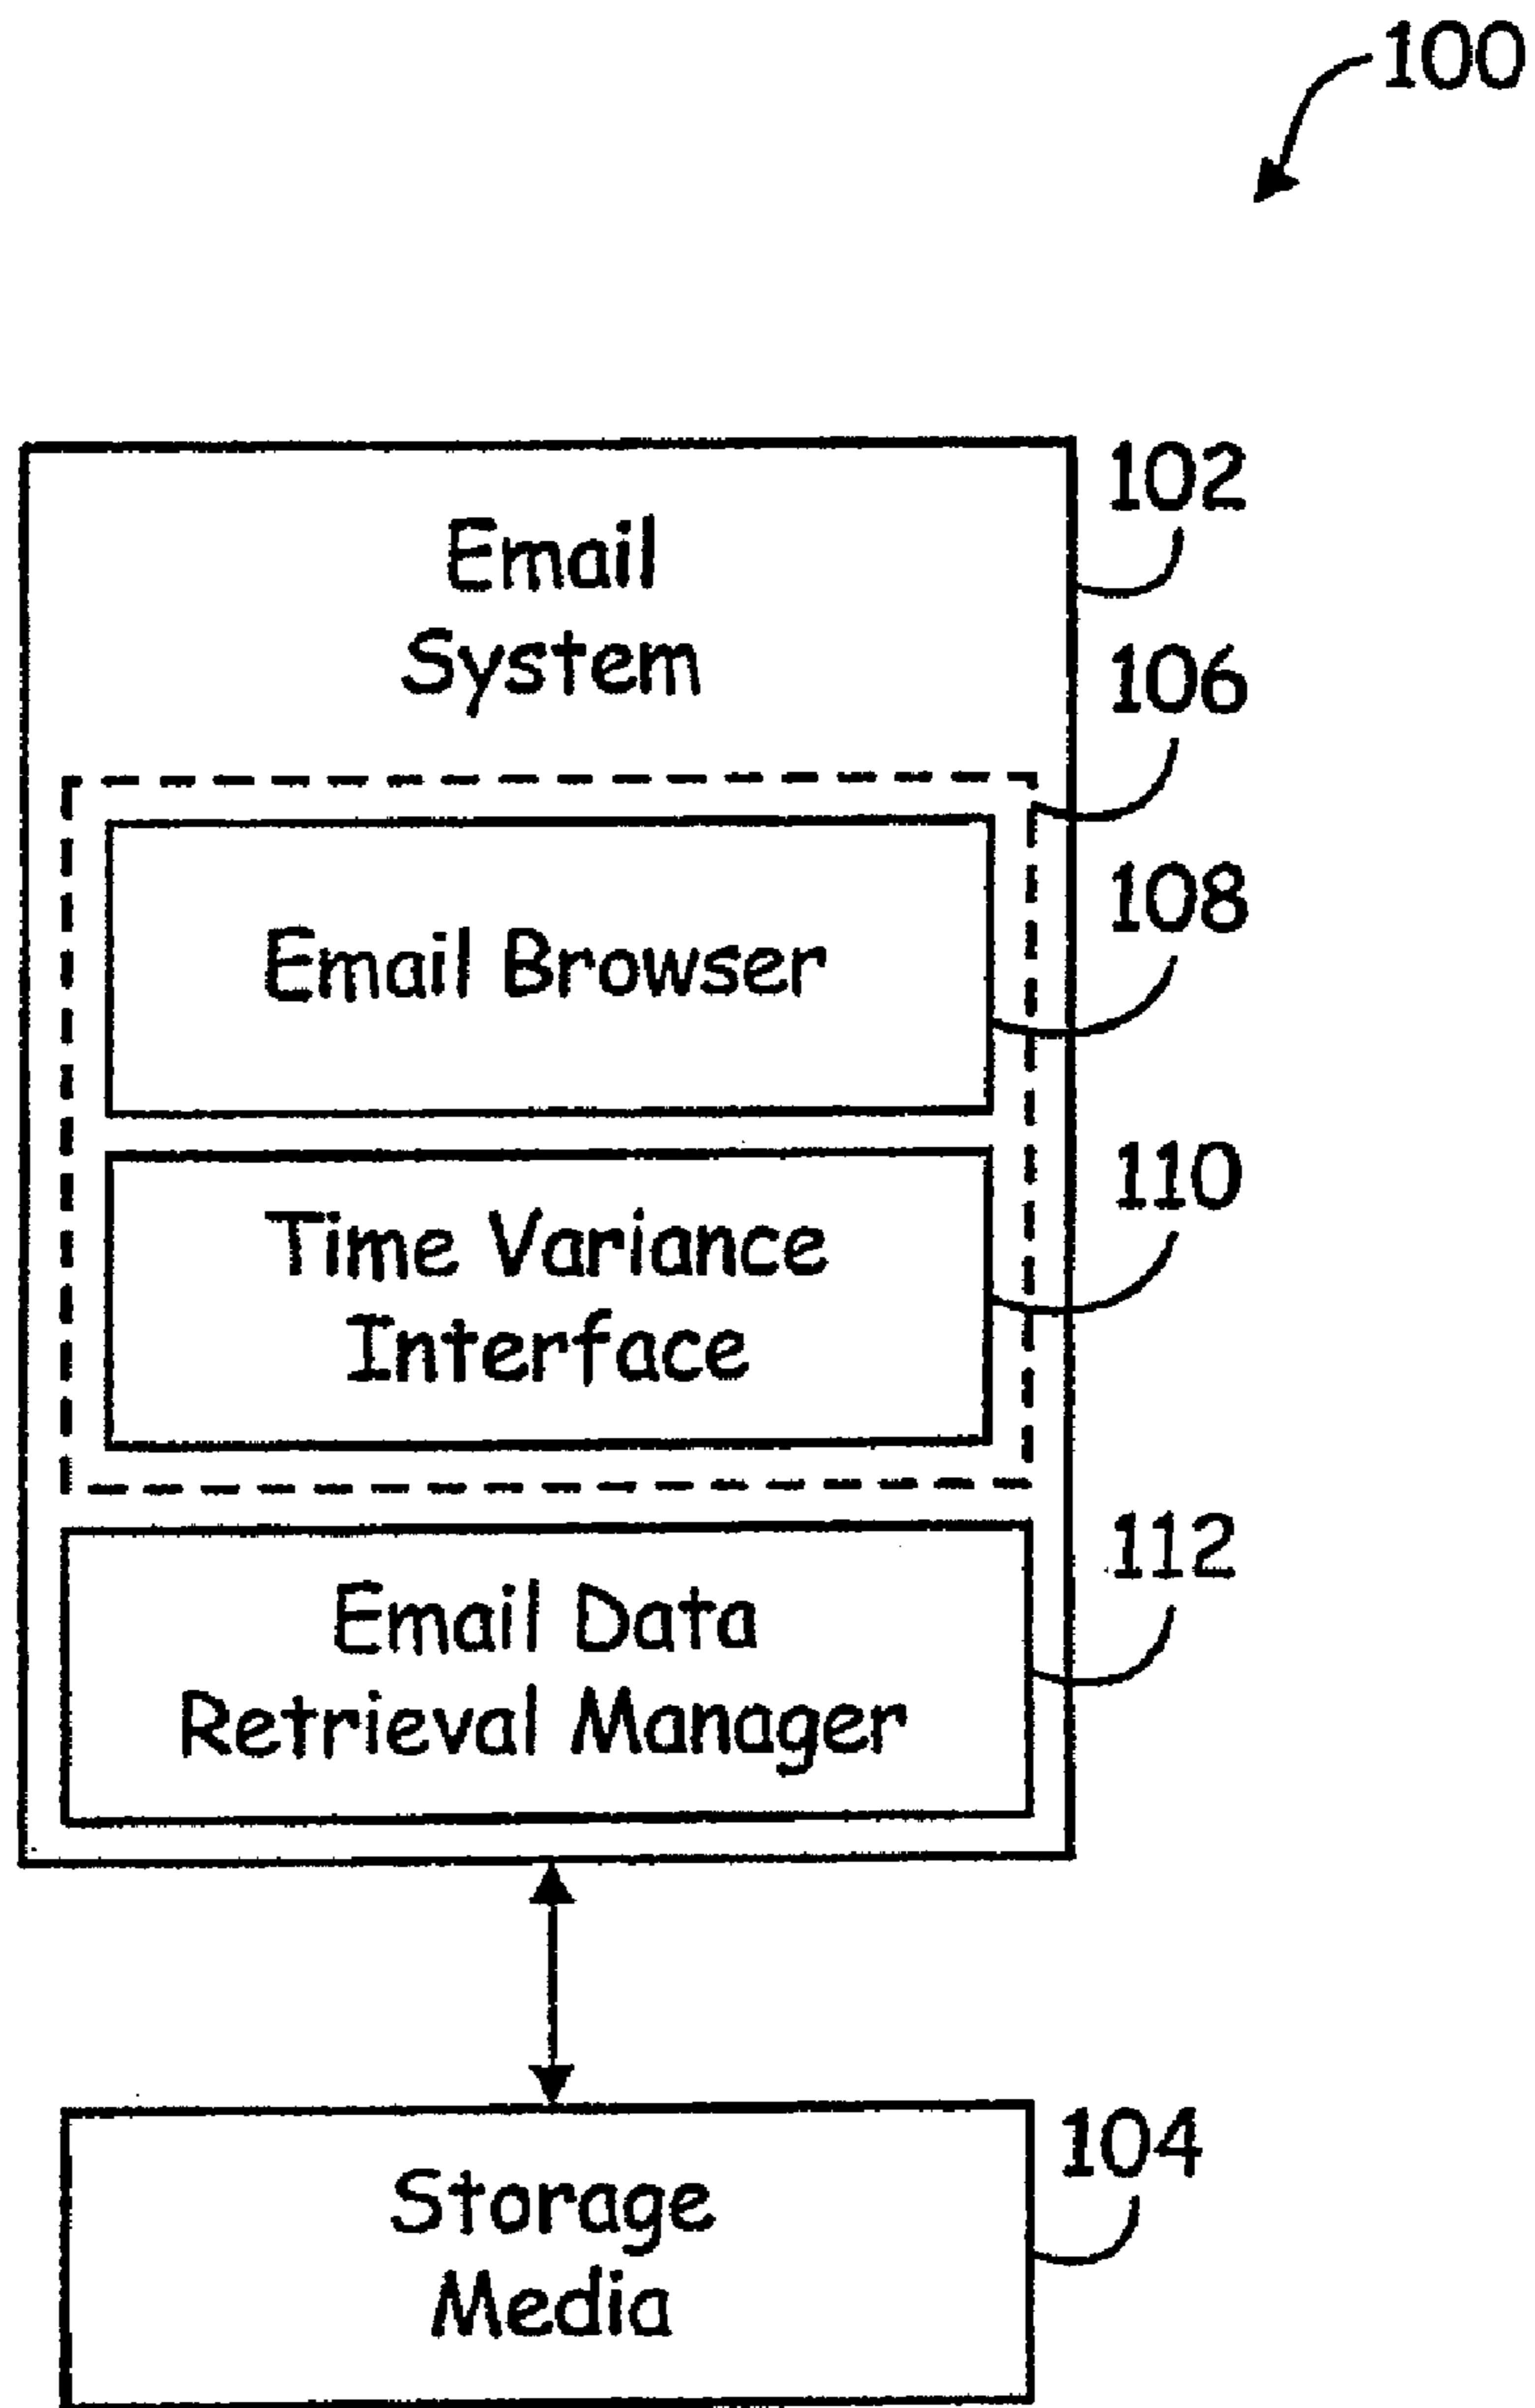 100
102
Email
System
106
108
Email Browser
110
Time Variance
Interface
112
Email Data
Retrieval Manager
104
Storage
Media